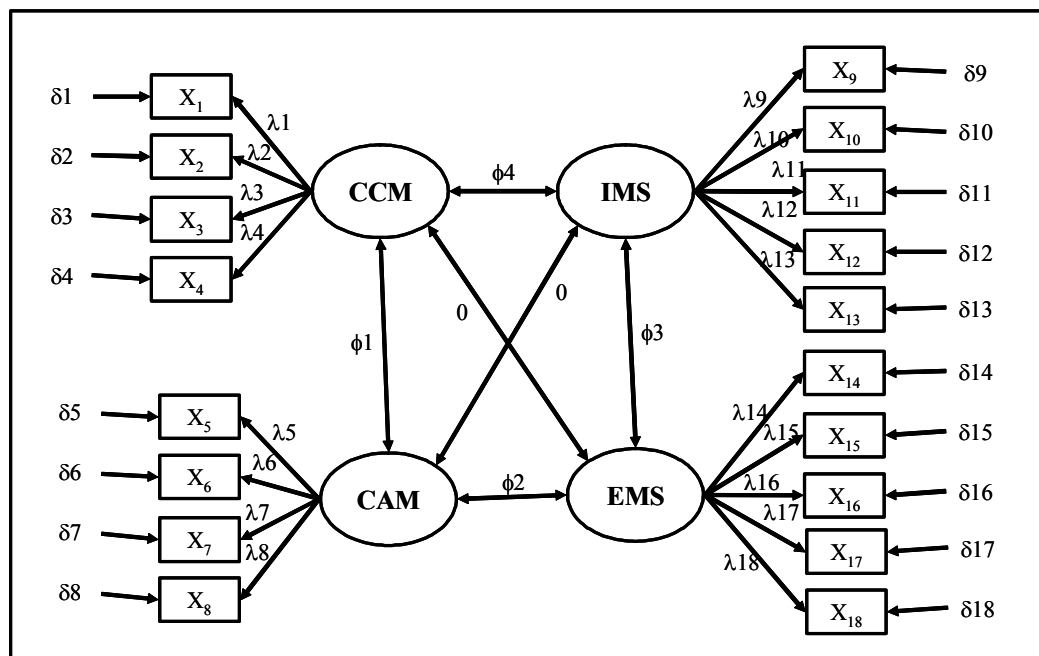 δ1
X1
λ1
δ2
X2
λ2
δ3
X3
λ3
δ4
X4
λ4
CCM
ϕ4
IMS
λ9
X9
δ9
λ10
X10
δ10
λ11
X11
δ11
λ12
X12
δ12
λ13
X13
δ13
ϕ1
0
0
ϕ3
δ5
X5
λ5
δ6
X6
λ6
δ7
X7
λ7
δ8
X8
λ8
CAM
ϕ2
EMS
λ14
X14
δ14
λ15
X15
δ15
λ16
X16
δ16
λ17
X17
δ17
λ18
X18
δ18